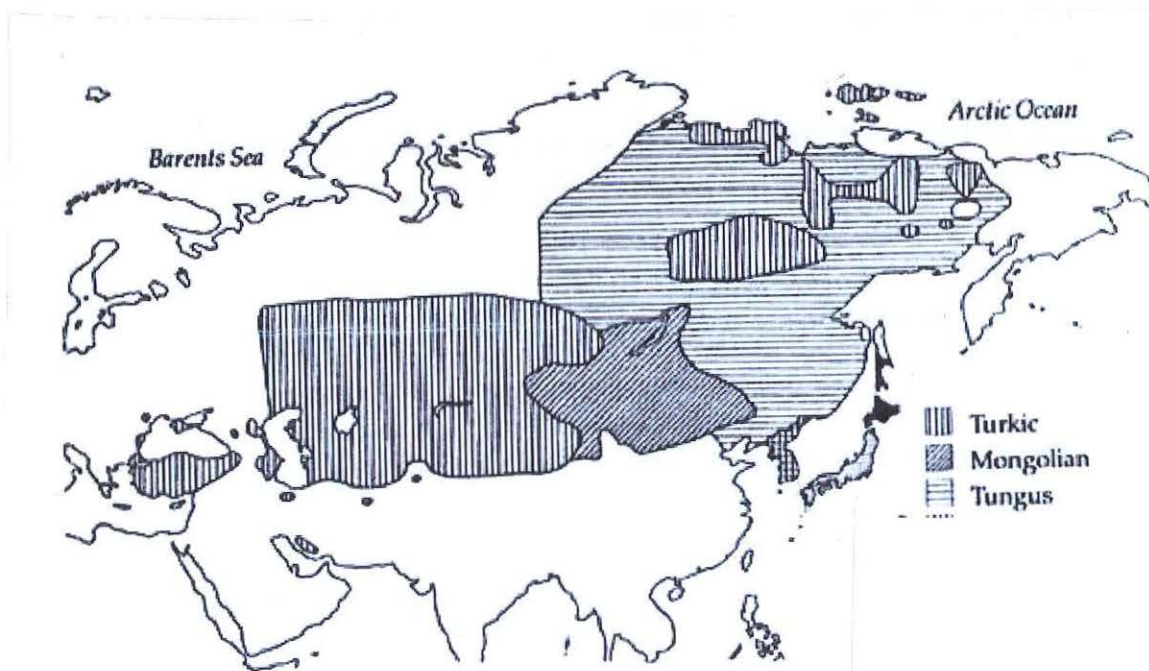 Barents Sea
Arctic Ocean
Turkic
Mongolian
Tungus